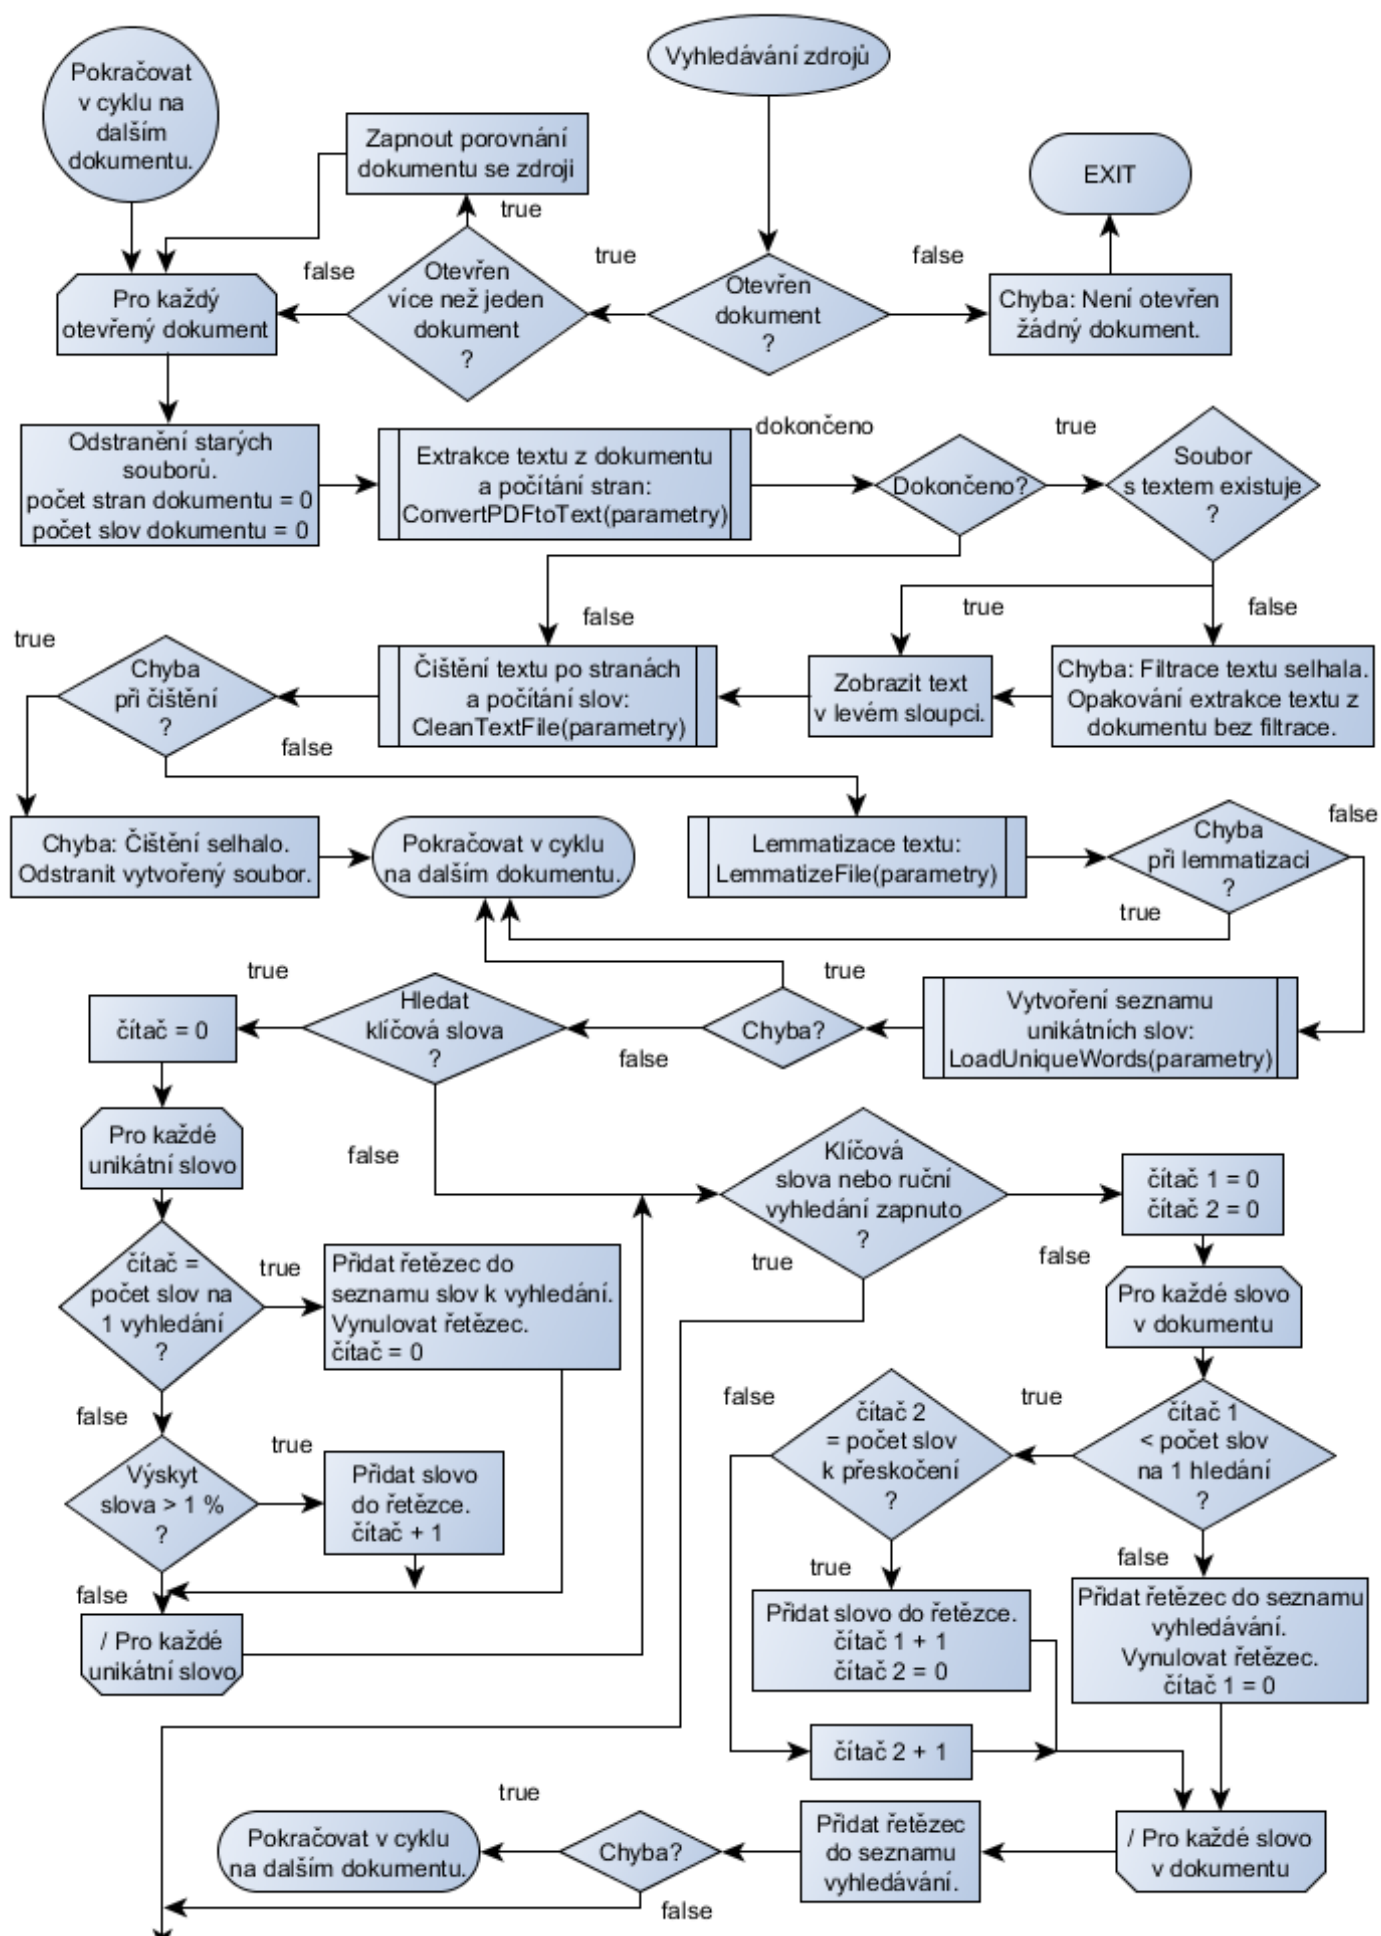 Vyhledávání zdrojů
Pokračovat
v cyklu na
dalším
dokumentu.
Zapnout porovnání
dokumentu se zdroji
EXIT
true
false
Otevřen
více než jeden
dokument
?
true
Otevřen
dokument
?
false
Chyba: Není otevřen
žádný dokument.
Pro každý
otevřený dokument
Odstranění starých
souborů.
počet stran dokumentu = 0
počet slov dokumentu = 0
Extrakce textu z dokumentu
a počítání stran:
ConvertPDFtoText(parametry)
dokončeno
Dokončeno?
true
Soubor
s textem existuje
?
true
false
false
true
Chyba
při čištění
?
Čištění textu po stranách
a počítání slov:
CleanTextFile(parametry)
Zobrazit text
v levém sloupci.
Chyba: Filtrace textu selhala.
Opakování extrakce textu z
dokumentu bez filtrace.
false
Chyba: Čištění selhalo.
Odstranit vytvořený soubor.
Pokračovat v cyklu
na dalším dokumentu.
Lemmatizace textu:
LemmatizeFile(parametry)
Chyba
při lemmatizaci
?
false
true
true
čítač = 0
Hledat
klíčová slova
?
true
Chyba?
false
Vytvoření seznamu
unikátních slov:
LoadUniqueWords(parametry)
Pro každé
unikátní slovo
false
Klíčová
slova nebo ruční
vyhledání zapnuto
?
čítač 1 = 0
čítač 2 = 0
čítač =
počet slov na
1 vyhledání
?
true
Přidat řetězec do
seznamu slov k vyhledání.
Vynulovat řetězec.
čítač = 0
true
false
Pro každé slovo
v dokumentu
false
true
Výskyt
slova > 1 %
?
Přidat slovo
do řetězce.
čítač + 1
false
čítač 2
= počet slov
k přeskočení
?
true
čítač 1
< počet slov
na 1 hledání
?
false
true
false
/ Pro každé
unikátní slovo
Přidat slovo do řetězce.
čítač 1 + 1
čítač 2 = 0
Přidat řetězec do seznamu
vyhledávání.
Vynulovat řetězec.
čítač 1 = 0
čítač 2 + 1
true
Pokračovat v cyklu
na dalším dokumentu.
Chyba?
Přidat řetězec
do seznamu
vyhledávání.
/ Pro každé slovo
v dokumentu
false